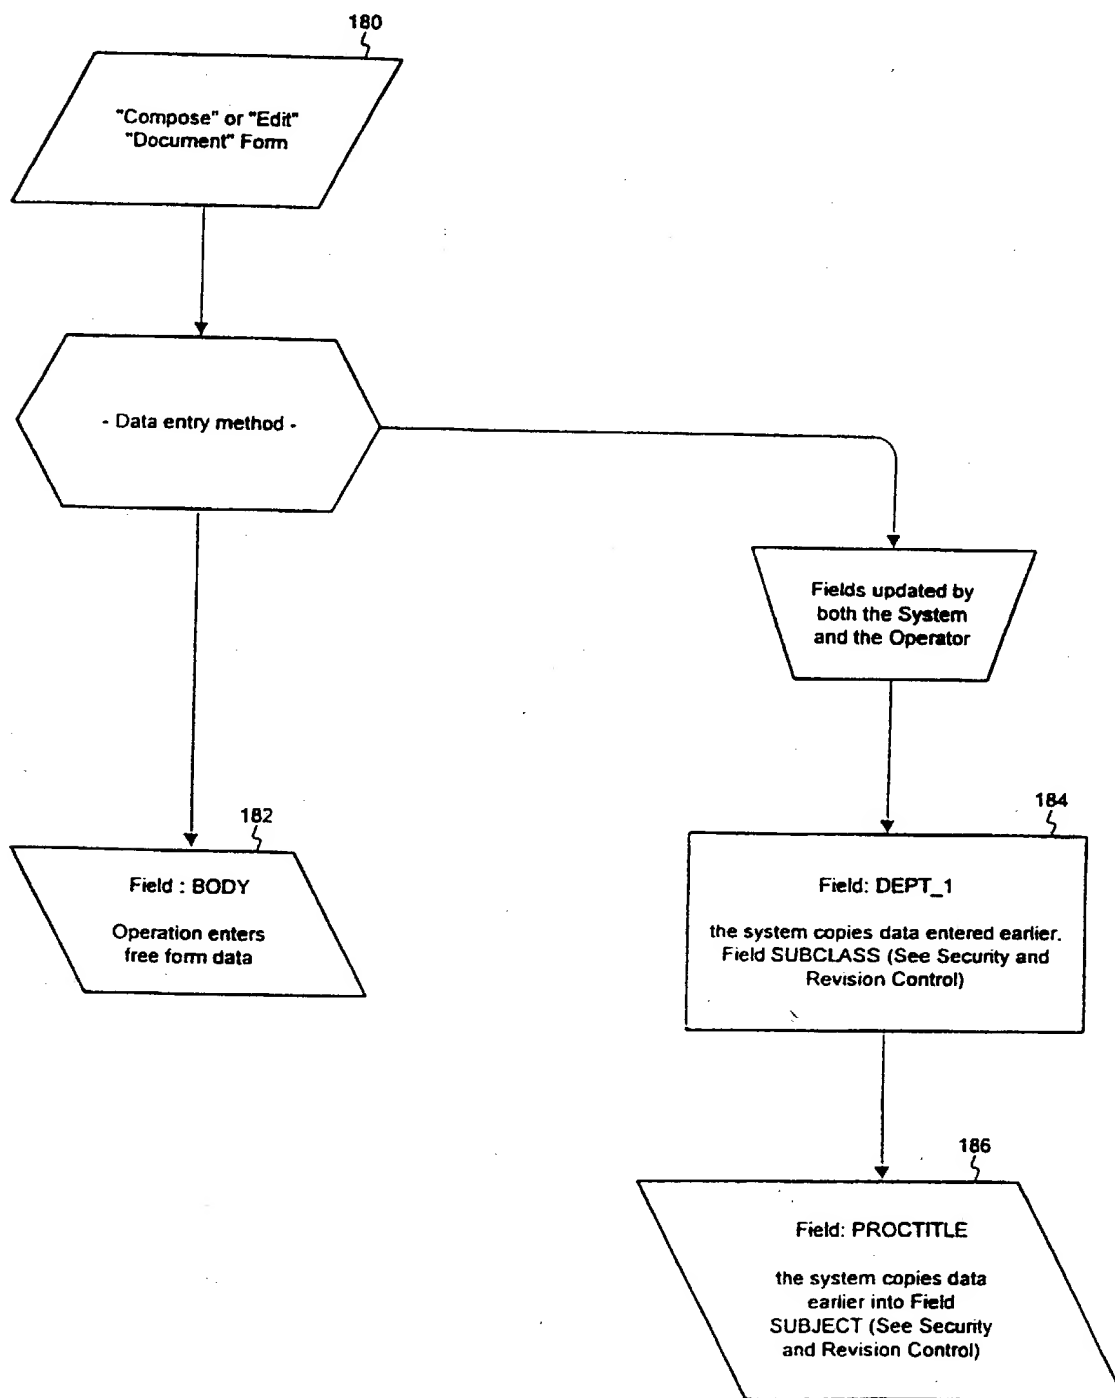 180
"Compose" or "Edit"
"Document" Form
- Data entry method -
Fields updated by
both the System
and the Operator
182
Field : BODY
Operation enters
free form data
184
Field: DEPT_1
the system copies data entered earlier.
Field SUBCLASS (See Security and
Revision Control)
186
Field: PROCTITLE
the system copies data
earlier into Field
SUBJECT (See Security
and Revision Control)